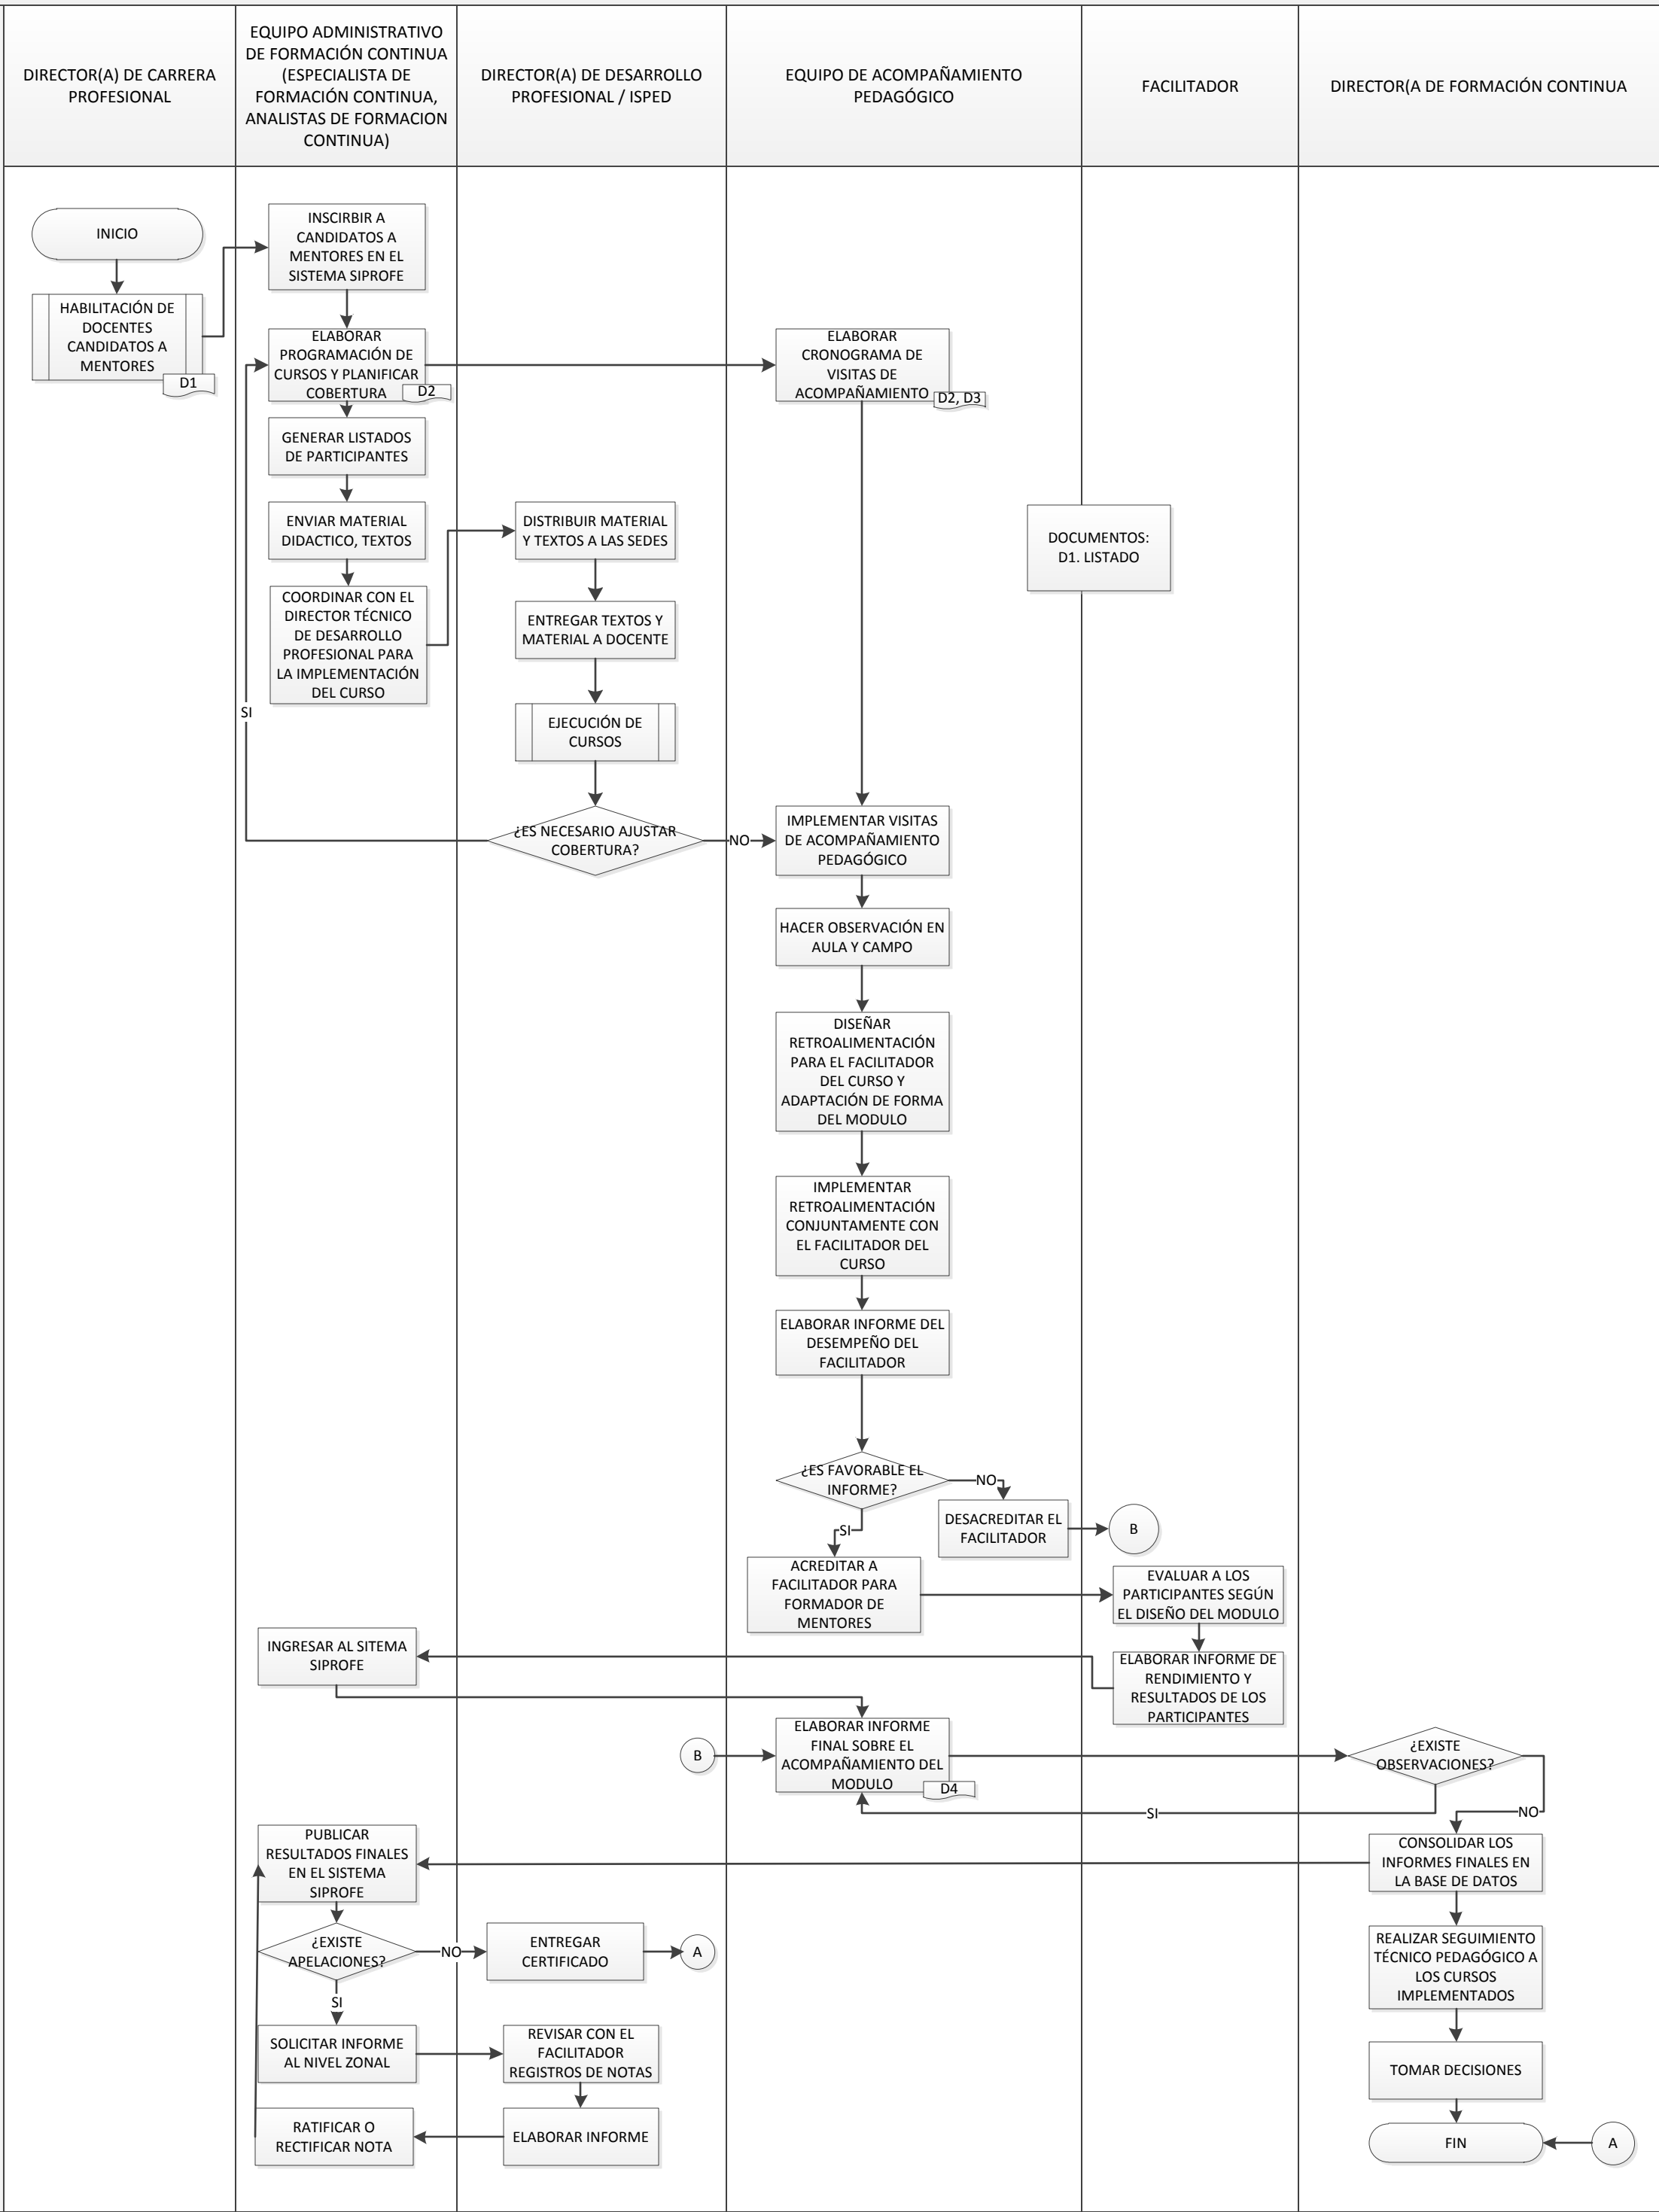 DIRECTOR(A) DE CARRERA
PROFESIONAL
EQUIPO ADMINISTRATIVO
DE FORMACIÓN CONTINUA
(ESPECIALISTA DE
FORMACIÓN CONTINUA,
ANALISTAS DE FORMACION
CONTINUA)
DIRECTOR(A) DE DESARROLLO
PROFESIONAL / ISPED
EQUIPO DE ACOMPAÑAMIENTO
PEDAGÓGICO
FACILITADOR
DIRECTOR(A DE FORMACIÓN CONTINUA
INICIO
HABILITACIÓN DE
DOCENTES
CANDIDATOS A
MENTORES
D1
INSCIRBIR A
CANDIDATOS A
MENTORES EN EL
SISTEMA SIPROFE
ELABORAR
PROGRAMACIÓN DE
CURSOS Y PLANIFICAR
COBERTURA
D2
ELABORAR
CRONOGRAMA DE
VISITAS DE
ACOMPAÑAMIENTO
D2, D3
GENERAR LISTADOS
DE PARTICIPANTES
ENVIAR MATERIAL
DIDACTICO, TEXTOS
DISTRIBUIR MATERIAL
Y TEXTOS A LAS SEDES
DOCUMENTOS:
D1. LISTADO
COORDINAR CON EL
DIRECTOR TÉCNICO
DE DESARROLLO
PROFESIONAL PARA
LA IMPLEMENTACIÓN
DEL CURSO
ENTREGAR TEXTOS Y
MATERIAL A DOCENTE
SI
EJECUCIÓN DE
CURSOS
¿ES NECESARIO AJUSTAR
COBERTURA?
NO
IMPLEMENTAR VISITAS
DE ACOMPAÑAMIENTO
PEDAGÓGICO
HACER OBSERVACIÓN EN
AULA Y CAMPO
DISEÑAR
RETROALIMENTACIÓN
PARA EL FACILITADOR
DEL CURSO Y
ADAPTACIÓN DE FORMA
DEL MODULO
IMPLEMENTAR
RETROALIMENTACIÓN
CONJUNTAMENTE CON
EL FACILITADOR DEL
CURSO
ELABORAR INFORME DEL
DESEMPEÑO DEL
FACILITADOR
¿ES FAVORABLE EL
INFORME?
NO
DESACREDITAR EL
FACILITADOR
B
SI
ACREDITAR A
FACILITADOR PARA
FORMADOR DE
MENTORES
EVALUAR A LOS
PARTICIPANTES SEGÚN
EL DISEÑO DEL MODULO
INGRESAR AL SITEMA
SIPROFE
ELABORAR INFORME DE
RENDIMIENTO Y
RESULTADOS DE LOS
PARTICIPANTES
B
ELABORAR INFORME
FINAL SOBRE EL
ACOMPAÑAMIENTO DEL
MODULO
D4
¿EXISTE
OBSERVACIONES?
SI
NO
PUBLICAR
RESULTADOS FINALES
EN EL SISTEMA
SIPROFE
CONSOLIDAR LOS
INFORMES FINALES EN
LA BASE DE DATOS
¿EXISTE
APELACIONES?
NO
ENTREGAR
CERTIFICADO
A
REALIZAR SEGUIMIENTO
TÉCNICO PEDAGÓGICO A
LOS CURSOS
IMPLEMENTADOS
SI
SOLICITAR INFORME
AL NIVEL ZONAL
REVISAR CON EL
FACILITADOR
REGISTROS DE NOTAS
TOMAR DECISIONES
RATIFICAR O
RECTIFICAR NOTA
ELABORAR INFORME
FIN
A